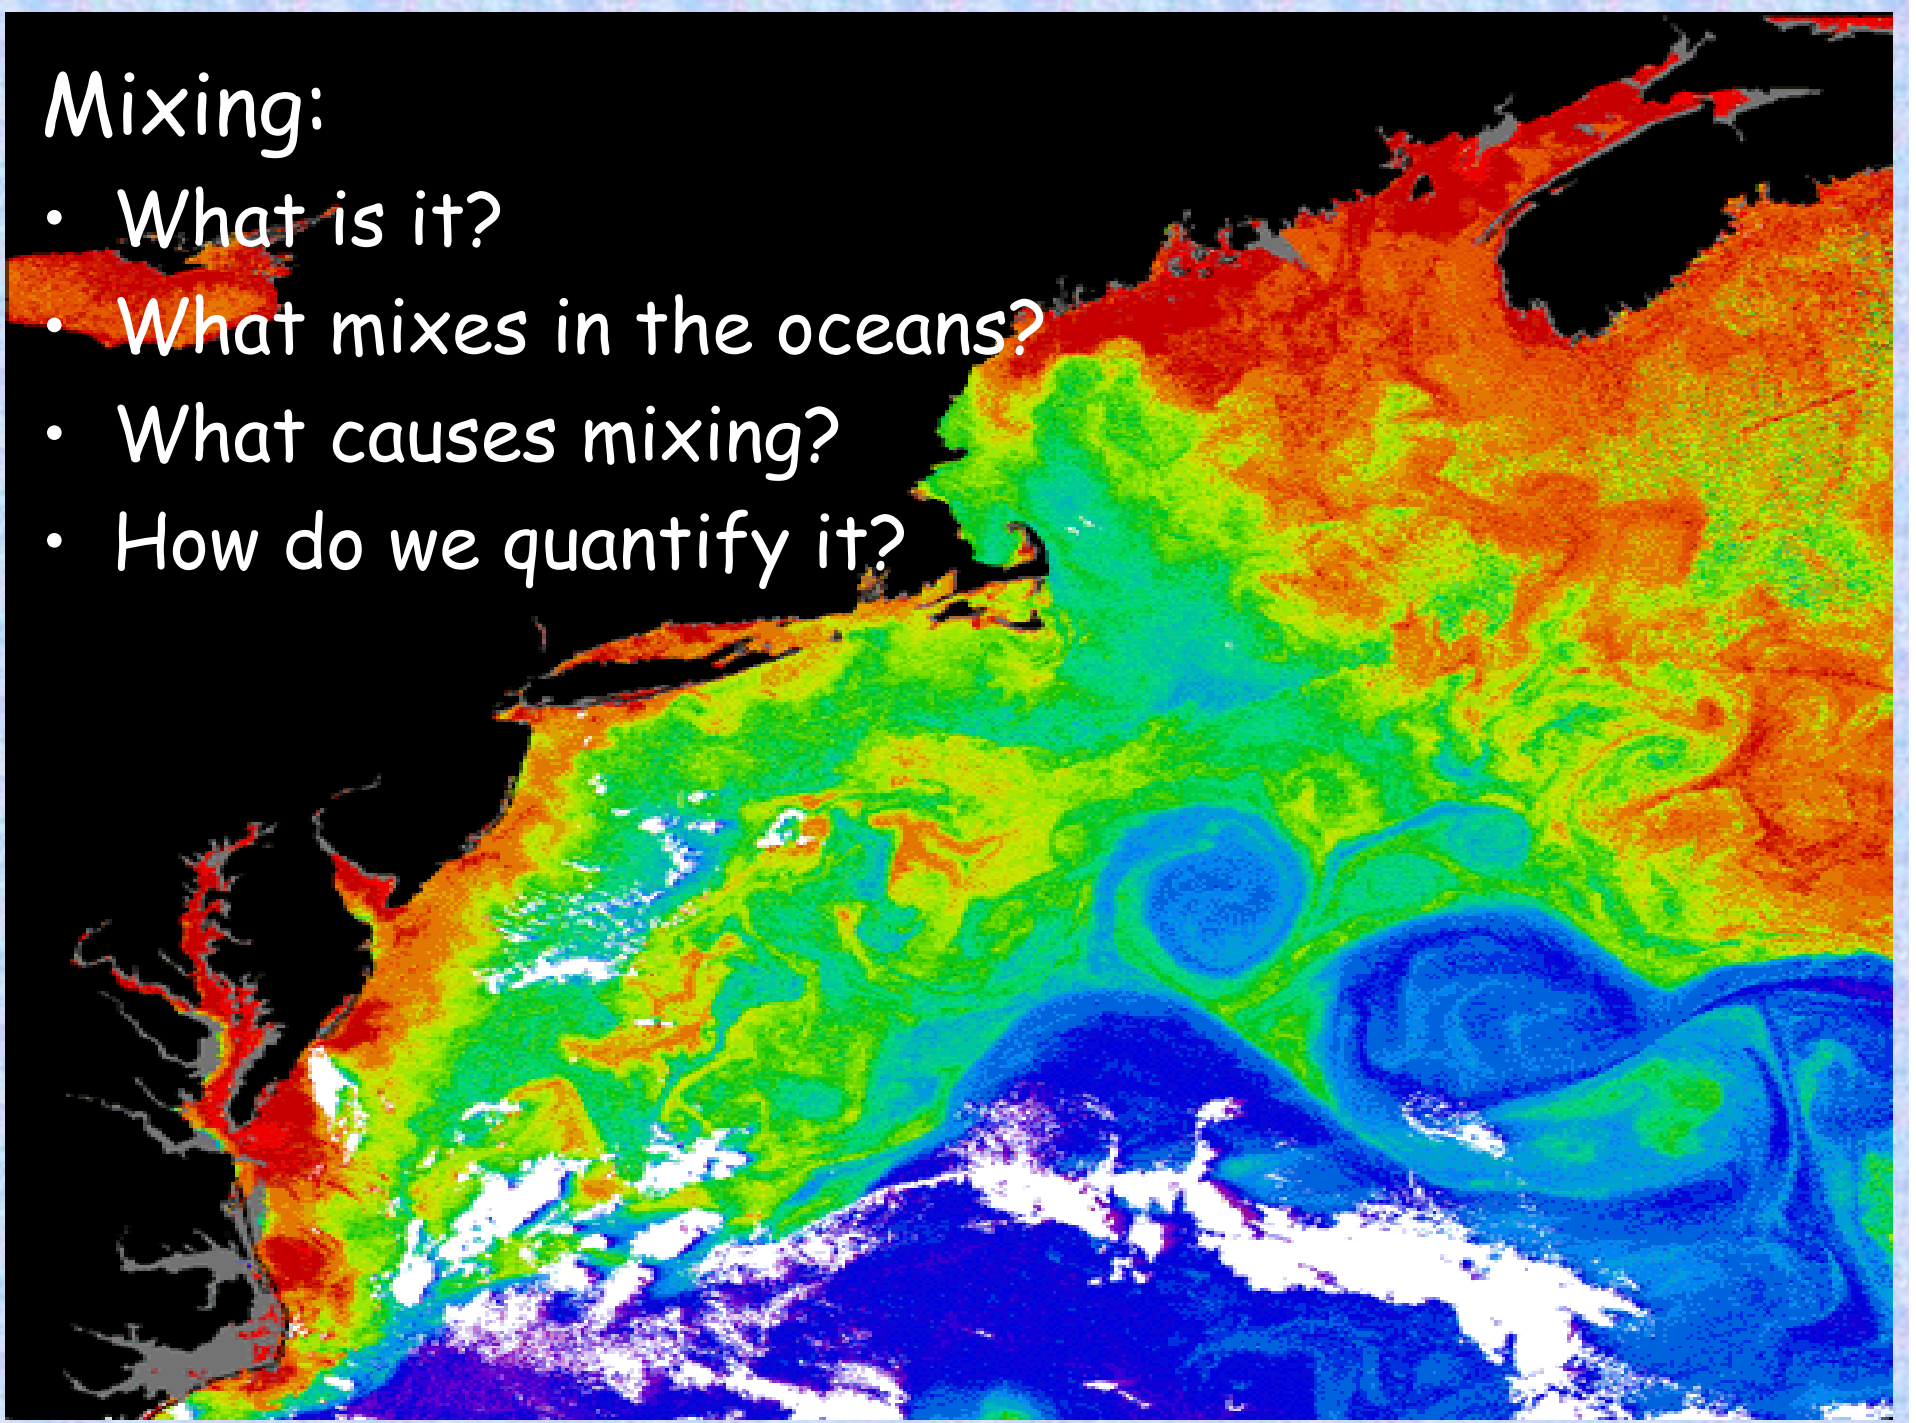 Mixing:
• What is it?
• What mixes in the oceans?
• What causes mixing?
• How do we quantify it?